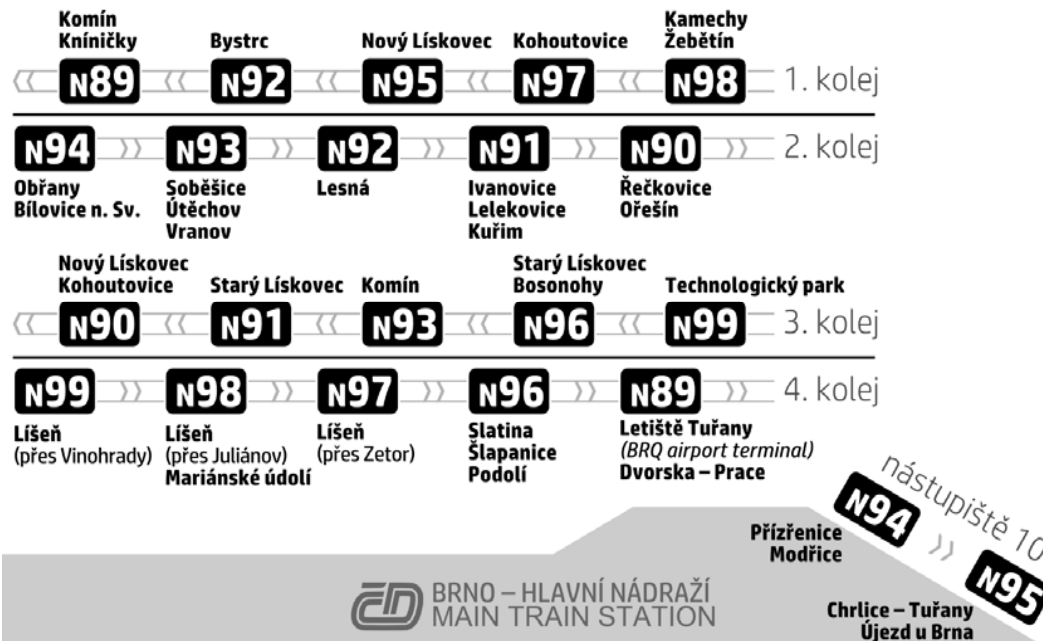 Komín
Kníničky
Bystrc
Nový Lískovec
Kohoutovice
Kamechy
Žebětín
N89 N92 N95 N97 N98 1. kolej
N94 N93 N92 N91 N90 2. kolej
Obřany
Bílovice n. Sv.
Soběšice
Útěchov
Vranov
Lesná
Ivanovice
Lelekovice
Kuřim
Řečkovice
Ořešín
Nový Lískovec
Kohoutovice
Starý Lískovec
Komín
Starý Lískovec
Bosonohy
Technologický park
N90 N91 N93 N96 N99 3. kolej
N99 N98 N97 N96 N89 4. kolej
Líšeň
(přes Vinohrady)
Líšeň
(přes Juliánov)
Mariánské údolí
Líšeň
(přes Zetor)
Slatina
Šlapanice
Podolí
Letiště Tuřany
(BRQ airport terminal)
Dvorska – Prace
nástupiště 10
N94
N95
Přízřenice
Modřice
ČD
BRNO – HLAVNÍ NÁDRAŽÍ
MAIN TRAIN STATION
Chrlice – Tuřany
Újezd u Brna